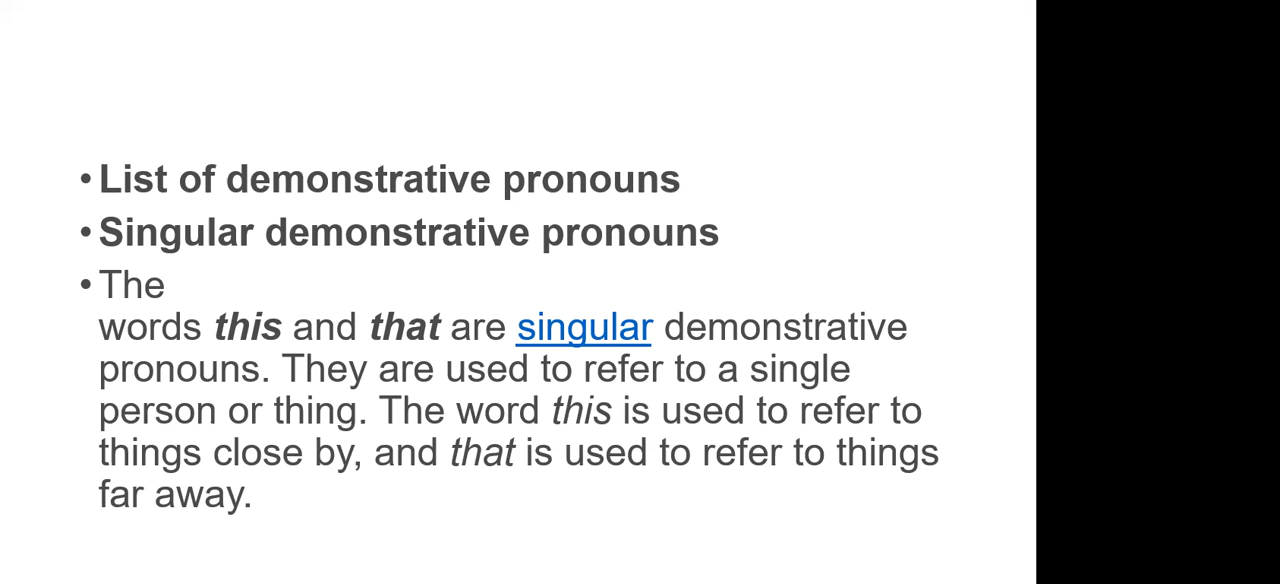 • List of demonstrative pronouns
• Singular demonstrative pronouns
• The
words this and that are singular demonstrative
pronouns. They are used to refer to a single
person or thing. The word this is used to refer to
things close by, and that is used to refer to things
far away.